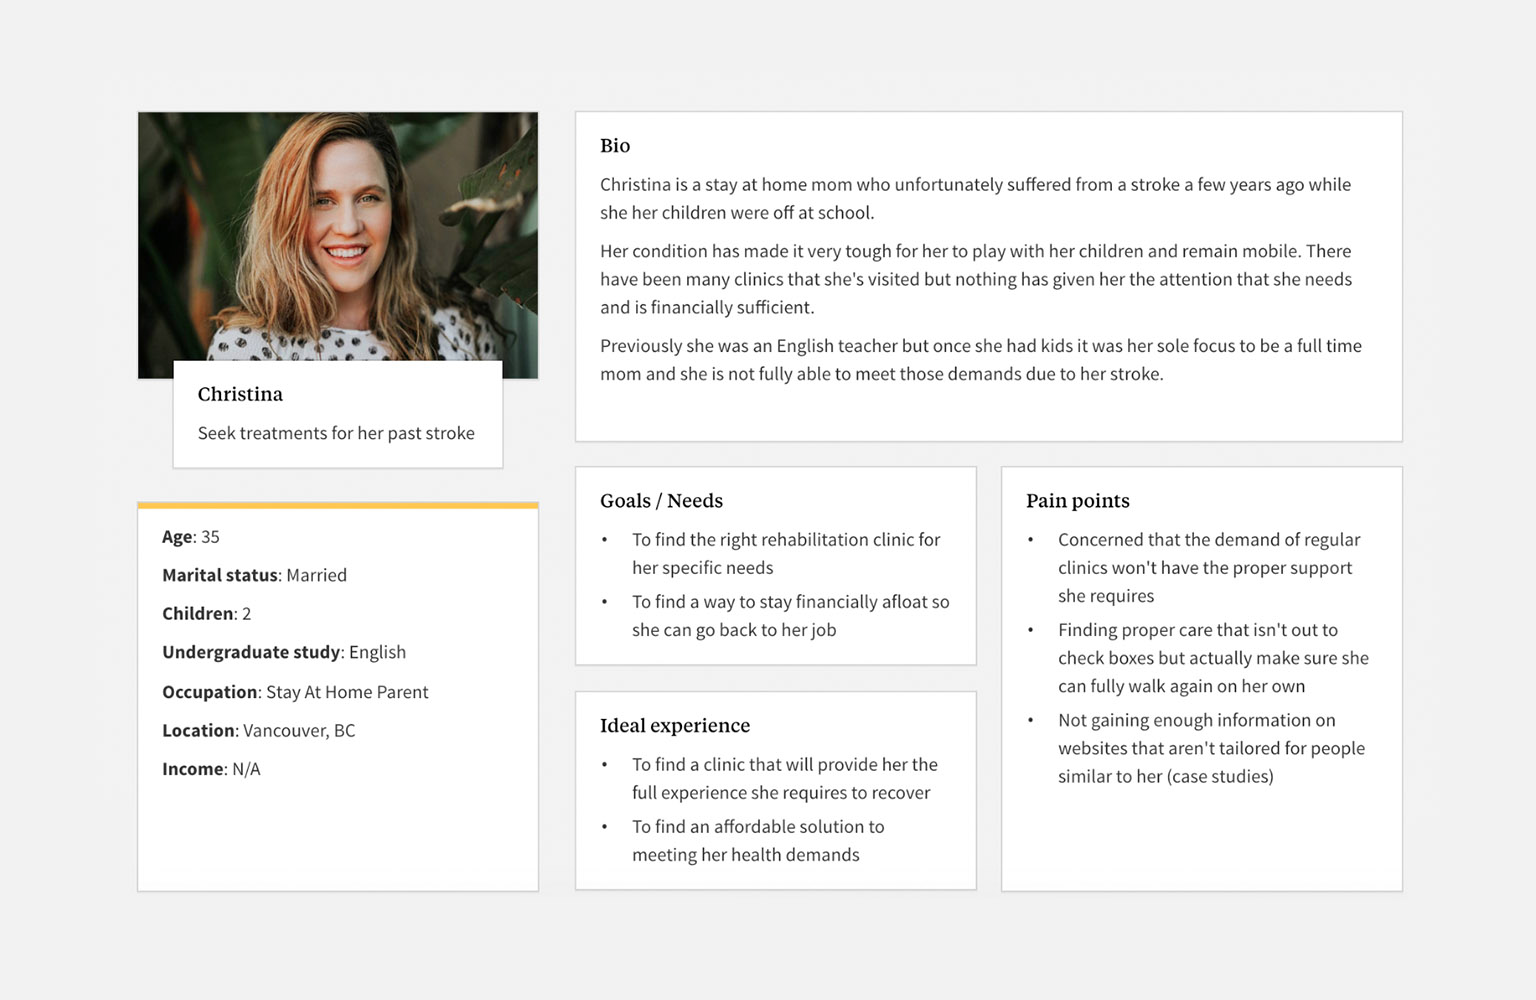 Christina
Seek treatments for her past stroke
Age: 35
Marital status: Married
Children: 2
Undergraduate study: English
Occupation: Stay At Home Parent
Location: Vancouver, BC
Income: N/A
Bio
Christina is a stay at home mom who unfortunately suffered from a stroke a few years ago while
she her children were off at school.
Her condition has made it very tough for her to play with her children and remain mobile. There
have been many clinics that she's visited but nothing has given her the attention that she needs
and is financially sufficient.
Previously she was an English teacher but once she had kids it was her sole focus to be a full time
mom and she is not fully able to meet those demands due to her stroke.
Goals / Needs
• To find the right rehabilitation clinic for
her specific needs
• To find a way to stay financially afloat so
she can go back to her job
Ideal experience
• To find a clinic that will provide her the
full experience she requires to recover
• To find an affordable solution to
meeting her health demands
Pain points
• Concerned that the demand of regular
clinics won't have the proper support
she requires
• Finding proper care that isn't out to
check boxes but actually make sure she
can fully walk again on her own
• Not gaining enough information on
websites that aren't tailored for people
similar to her (case studies)